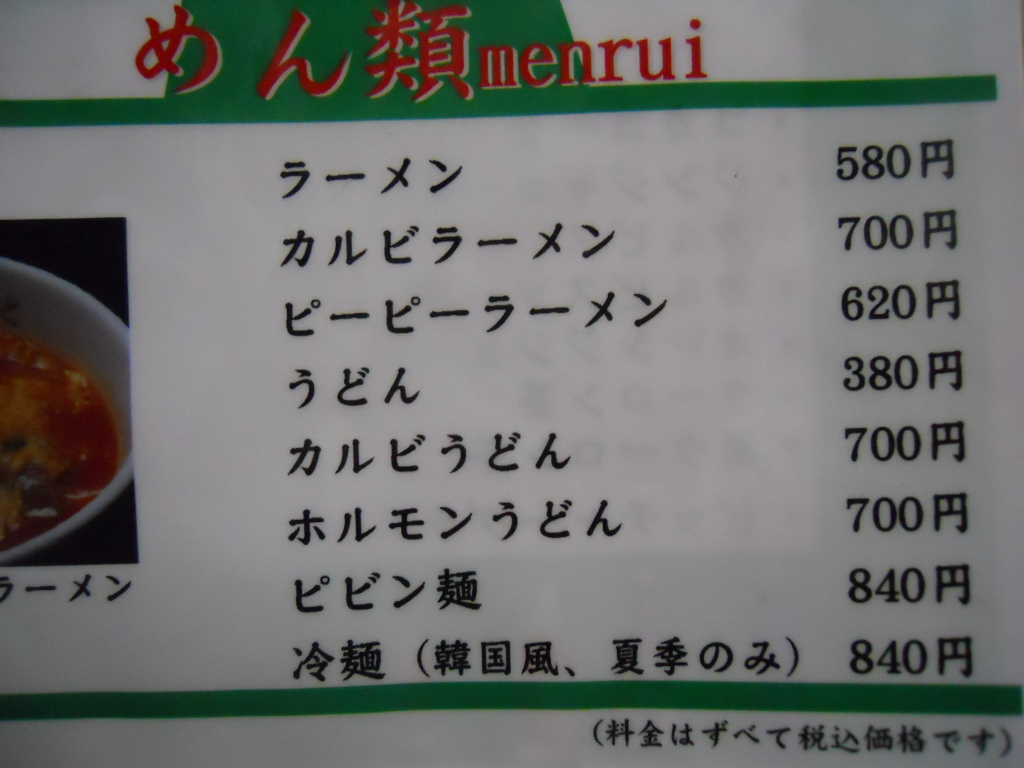 めん類menrui
ラーメン 580円
カルビラーメン 700円
ピーピーラーメン 620円
うどん 380円
カルビうどん 700円
ホルモンうどん 700円
ピビン麺 840円
冷麺（韓国風、夏季のみ） 840円
ラーメン
（料金はずべて税込価格です）